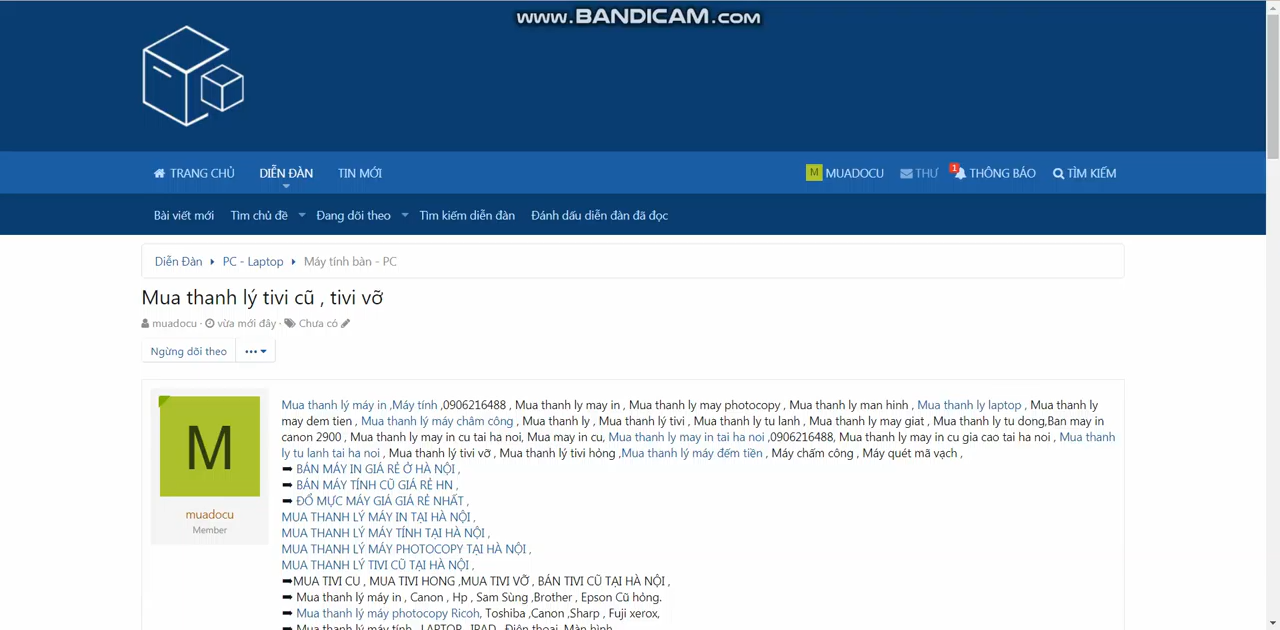 www.BANDICAM.com
TRANG CHỦ DIỄN ĐÀN TIN MỚI M MUADOCU THƯ 1 THÔNG BÁO TÌM KIẾM
Bài viết mới Tìm chủ đề Đang dõi theo Tìm kiếm diễn đàn Đánh dấu diễn đàn đã đọc
Diễn Đàn PC - Laptop Máy tính bàn - PC
Mua thanh lý tivi cũ , tivi vỡ
muadocu · vừa mới đây · Chưa có
Ngừng dõi theo •••
M
muadocu
Member
Mua thanh lý máy in ,Máy tính ,0906216488 , Mua thanh ly may in , Mua thanh ly may photocopy , Mua thanh ly man hinh , Mua thanh ly laptop , Mua thanh ly
may dem tien , Mua thanh lý máy châm công , Mua thanh ly , Mua thanh lý tivi , Mua thanh ly tu lanh , Mua thanh ly may giat , Mua thanh ly tu dong,Ban may in
canon 2900 , Mua thanh ly may in cu tai ha noi, Mua may in cu, Mua thanh ly may in tai ha noi ,0906216488, Mua thanh ly may in cu gia cao tai ha noi , Mua thanh
ly tu lanh tai ha noi , Mua thanh lý tivi vỡ , Mua thanh lý tivi hỏng ,Mua thanh lý máy đếm tiền , Máy chấm công , Máy quét mã vạch ,
➡ BÁN MÁY IN GIÁ RẺ Ở HÀ NỘI ,
➡ BÁN MÁY TÍNH CŨ GIÁ RẺ HN ,
➡ ĐỔ MỰC MÁY GIÁ GIÁ RẺ NHẤT ,
MUA THANH LÝ MÁY IN TẠI HÀ NỘI ,
MUA THANH LÝ MÁY TÍNH TẠI HÀ NỘI ,
MUA THANH LÝ MÁY PHOTOCOPY TẠI HÀ NỘI ,
MUA THANH LÝ TIVI CŨ TẠI HÀ NỘI ,
➡MUA TIVI CU , MUA TIVI HONG ,MUA TIVI VỠ , BÁN TIVI CŨ TẠI HÀ NỘI ,
➡ Mua thanh lý máy in , Canon , Hp , Sam Sùng ,Brother , Epson Cũ hỏng.
➡ Mua thanh lý máy photocopy Ricoh, Toshiba ,Canon ,Sharp , Fuji xerox,
➡ Mua thanh lý máy tính , LAPTOP , IPAD , Điện thoại, Màn hình